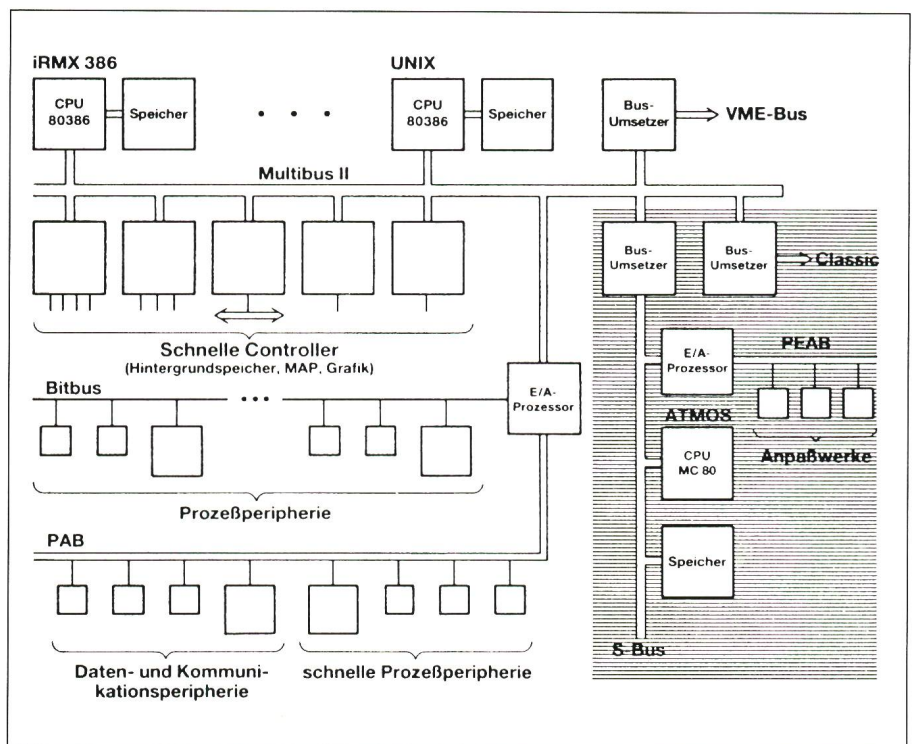 iRMX 386
UNIX
CPU
80386
Speicher
. . .
CPU
80386
Speicher
Bus-
Umsetzer
VME-Bus
Multibus II
Bus-
Umsetzer
Bus-
Umsetzer
Classic
Schnelle Controller
(Hintergrundspeicher, MAP, Grafik)
E/A-
Prozessor
PEAB
Bitbus
...
E/A-
Prozessor
ATMOS
CPU
MC 80
Anpaßwerke
Prozeßperipherie
PAB
Speicher
S-Bus
Daten- und Kommuni-
kationsperipherie
schnelle Prozeßperipherie